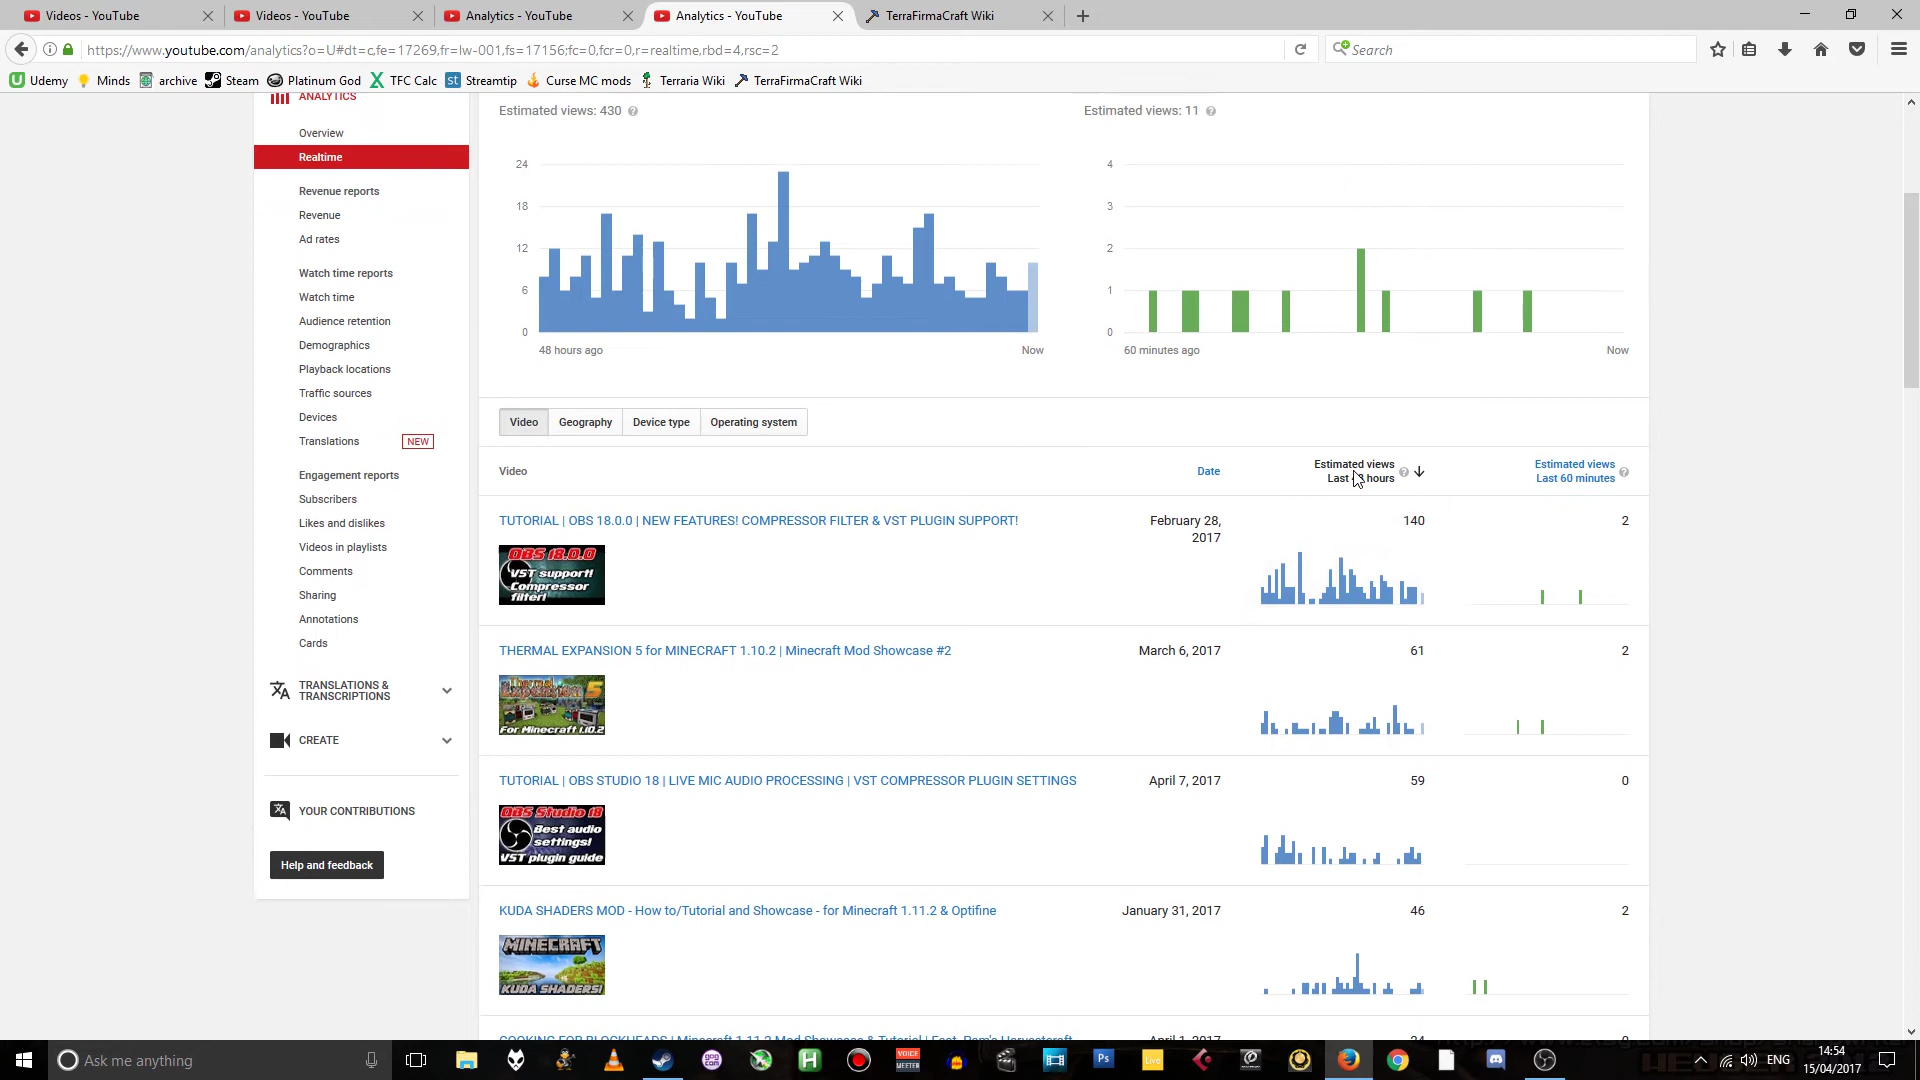 Videos - YouTube
Videos - YouTube
Analytics - YouTube
Analytics - YouTube
TerraFirmaCraft Wiki
https://www.youtube.com/analytics?o=U#dt=c,fe=17269,fr=lw-001,fs=17156;fc=0,fcr=0,r=realtime,rbd=4,rsc=2
Search
Udemy
Minds
archive
Steam
Platinum God
TFC Calc
Streamtip
Curse MC mods
Terraria Wiki
TerraFirmaCraft Wiki
ANALYTICS
Overview
Realtime
Revenue reports
Revenue
Ad rates
Watch time reports
Watch time
Audience retention
Demographics
Playback locations
Traffic sources
Devices
Translations NEW
Engagement reports
Subscribers
Likes and dislikes
Videos in playlists
Comments
Sharing
Annotations
Cards
TRANSLATIONS &
TRANSCRIPTIONS
CREATE
YOUR CONTRIBUTIONS
Help and feedback
Estimated views: 430
24
18
12
6
0
48 hours ago
Now
Estimated views: 11
4
3
2
1
0
60 minutes ago
Now
Video
Geography
Device type
Operating system
Video
Date
Estimated views
Last hours
Estimated views
Last 60 minutes
TUTORIAL | OBS 18.0.0 | NEW FEATURES! COMPRESSOR FILTER & VST PLUGIN SUPPORT!
February 28,
2017
140
2
OBS 18.0.0
VST support!
Compressor
filter!
THERMAL EXPANSION 5 for MINECRAFT 1.10.2 | Minecraft Mod Showcase #2
March 6, 2017
61
2
Thermal
Expansion 5
For Minecraft 1.10.2
TUTORIAL | OBS STUDIO 18 | LIVE MIC AUDIO PROCESSING | VST COMPRESSOR PLUGIN SETTINGS
April 7, 2017
59
0
OBS Studio 18
Best audio
settings!
VST plugin guide
KUDA SHADERS MOD - How to/Tutorial and Showcase - for Minecraft 1.11.2 & Optifine
January 31, 2017
46
2
MINECRAFT
KUDA SHADERS!
Ask me anything
ENG
14:54
15/04/2017